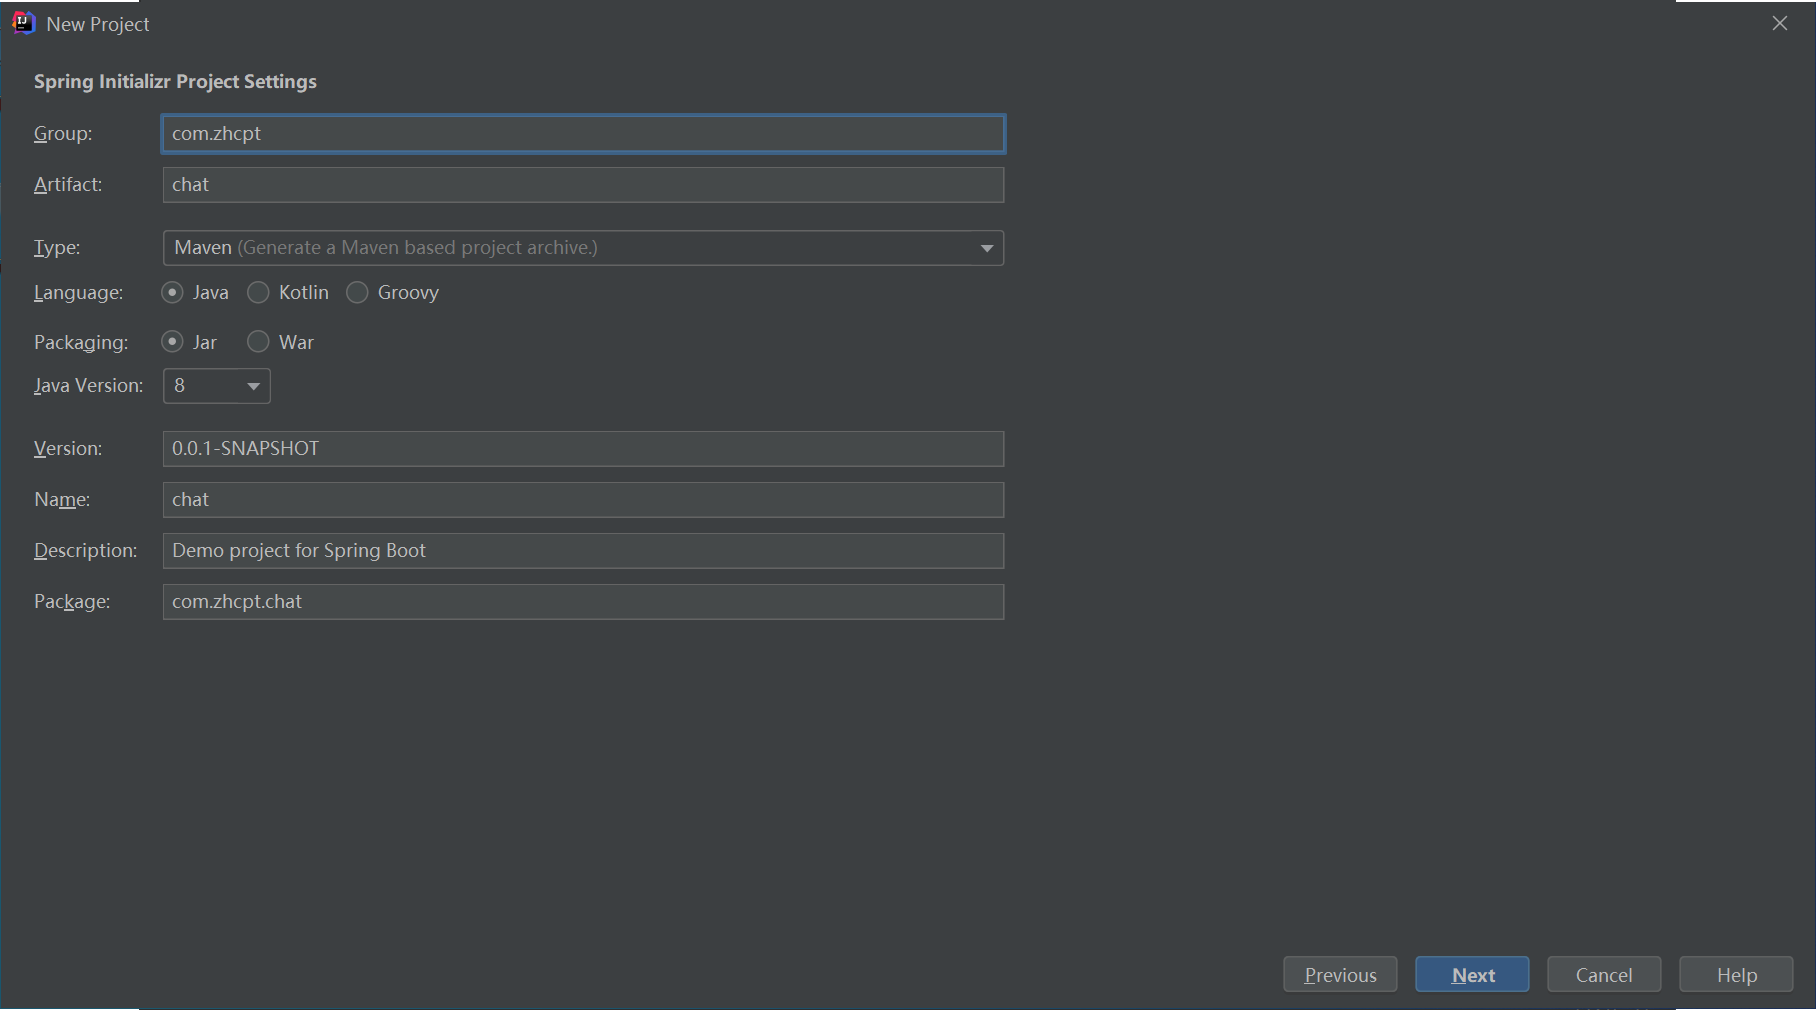 New Project
Spring Initializr Project Settings
Group: com.zhcpt
Artifact: chat
Type: Maven (Generate a Maven based project archive.)
Language: Java Kotlin Groovy
Packaging: Jar War
Java Version: 8
Version: 0.0.1-SNAPSHOT
Name: chat
Description: Demo project for Spring Boot
Package: com.zhcpt.chat
Previous Next Cancel Help